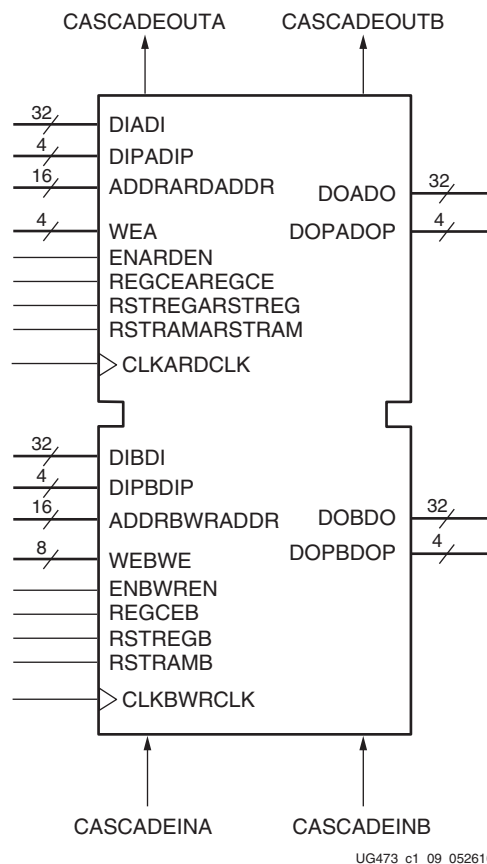 CASCADEOUTA CASCADEOUTB
32 DIADI
4 DIPADIP
16 ADDRARDADDR
DOADO 32
4 WEA
DOPADOP 4
ENARDEN
REGCEAREGCE
RSTREGARSTREG
RSTRAMARSTRAM
CLKARDCLK
32 DIBDI
4 DIPBDIP
16 ADDRBWRADDR
DOBDO 32
8 WEBWE
DOPBDOP 4
ENBWREN
REGCEB
RSTREGB
RSTRAMB
CLKBWRCLK
CASCADEINA CASCADEINB